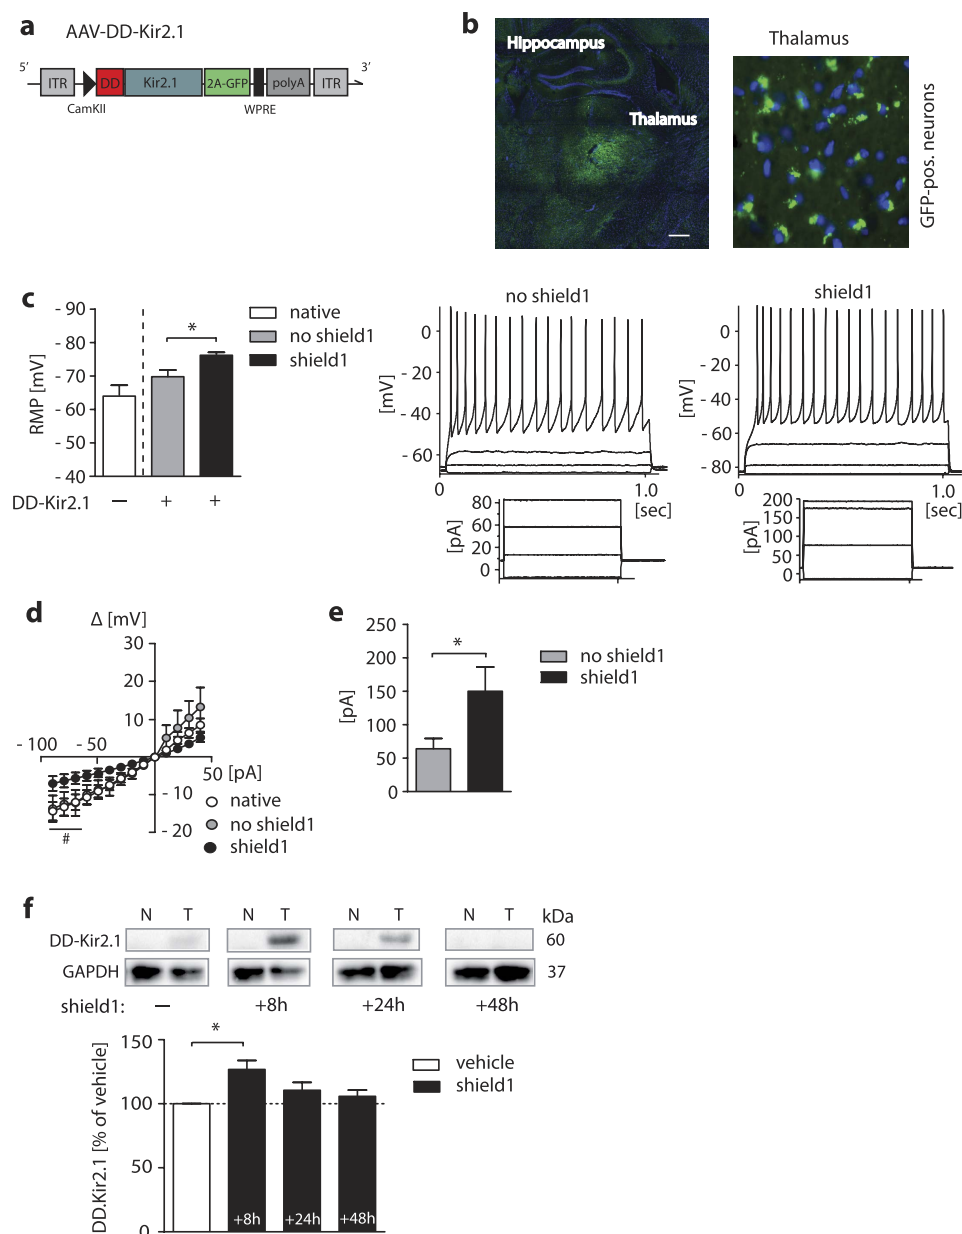 a
AAV-DD-Kir2.1
5′
3′
ITR
DD
Kir2.1
2A-GFP
polyA
ITR
CamKII
WPRE
b
Hippocampus
Thalamus
Thalamus
GFP-pos. neurons
c
- 90
- 80
- 70
- 60
- 50
- 40
RMP [mV]
*
native
no shield1
shield1
DD-Kir2.1
—
+
+
no shield1
0
- 20
- 40
- 60
[mV]
0
1.0
[sec]
80
60
20
0
[pA]
shield1
0
- 20
- 40
- 60
- 80
[mV]
0
1.0
[sec]
200
150
100
50
0
[pA]
d
Δ [mV]
30
20
10
- 100
- 50
50 [pA]
- 10
- 20
#
native
no shield1
shield1
e
250
200
150
100
50
0
[pA]
*
no shield1
shield1
f
N T N T N T N T kDa
DD-Kir2.1
60
GAPDH
37
shield1: — +8h +24h +48h
150
100
50
0
DD.Kir2.1 [% of vehicle]
*
+8h +24h +48h
vehicle
shield1